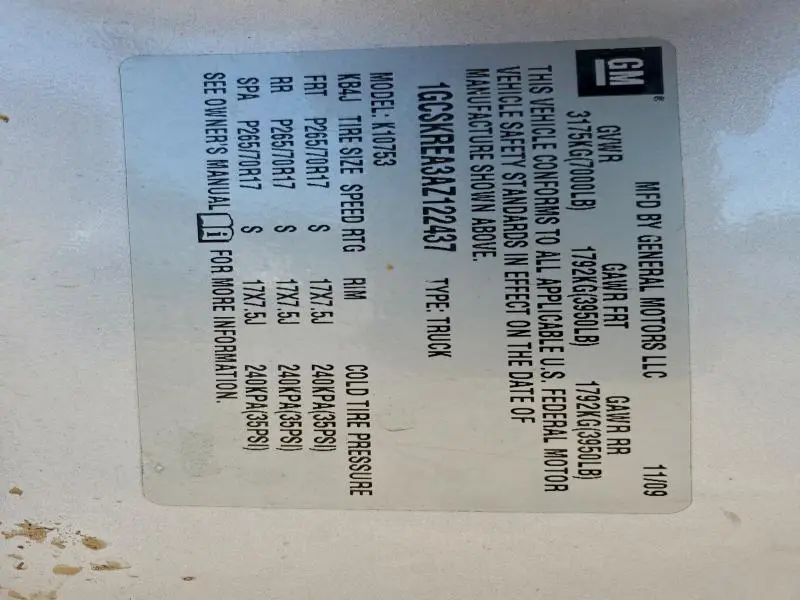 GM ®
MFD BY GENERAL MOTORS LLC 11/09
GVWR GAWR FRT GAWR RR
3175KG(7000LB) 1792KG(3950LB) 1792KG(3950LB)
THIS VEHICLE CONFORMS TO ALL APPLICABLE U.S. FEDERAL MOTOR
VEHICLE SAFETY STANDARDS IN EFFECT ON THE DATE OF
MANUFACTURE SHOWN ABOVE.
1GCSKREA3AZ122437 TYPE: TRUCK
MODEL: K10753
KB4J TIRE SIZE SPEED RTG RIM COLD TIRE PRESSURE
FRT P265/70R17 S 17X7.5J 240KPA(35PSI)
RR P265/70R17 S 17X7.5J 240KPA(35PSI)
SPA P265/70R17 S 17X7.5J 240KPA(35PSI)
SEE OWNER'S MANUAL i FOR MORE INFORMATION.